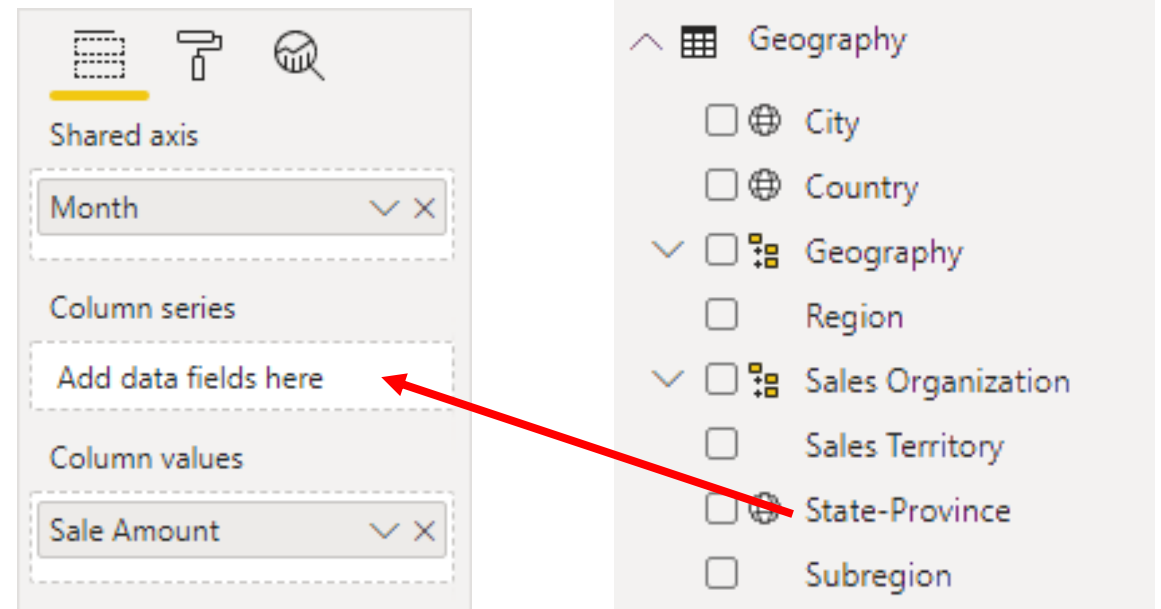 Shared axis
Month
Column series
Add data fields here
Column values
Sale Amount
Geography
City
Country
Geography
Region
Sales Organization
Sales Territory
State-Province
Subregion